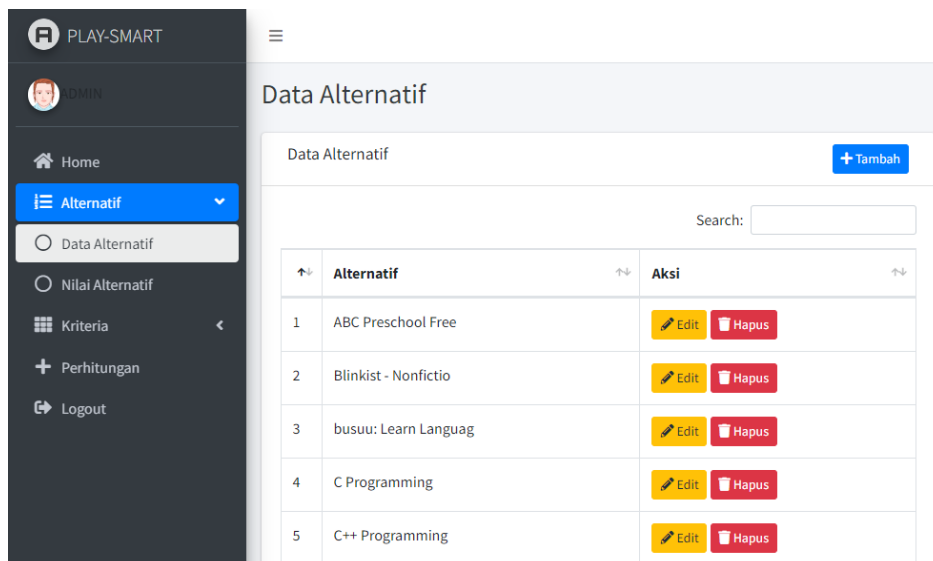 PLAY-SMART
ADMIN
Home
Alternatif
Data Alternatif
Nilai Alternatif
Kriteria
Perhitungan
Logout
Data Alternatif
Data Alternatif
Tambah
Search:
Alternatif Aksi
1 ABC Preschool Free Edit Hapus
2 Blinkist - Nonfictio Edit Hapus
3 busuu: Learn Languag Edit Hapus
4 C Programming Edit Hapus
5 C++ Programming Edit Hapus